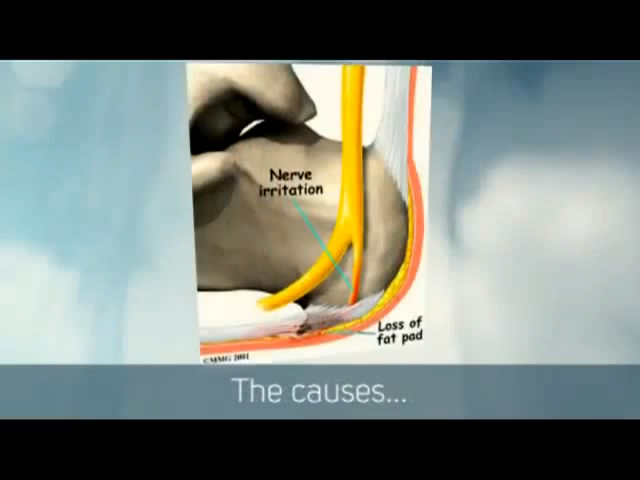 Nerve
irritation
Loss of
fat pad
©MMG 2001
The causes...